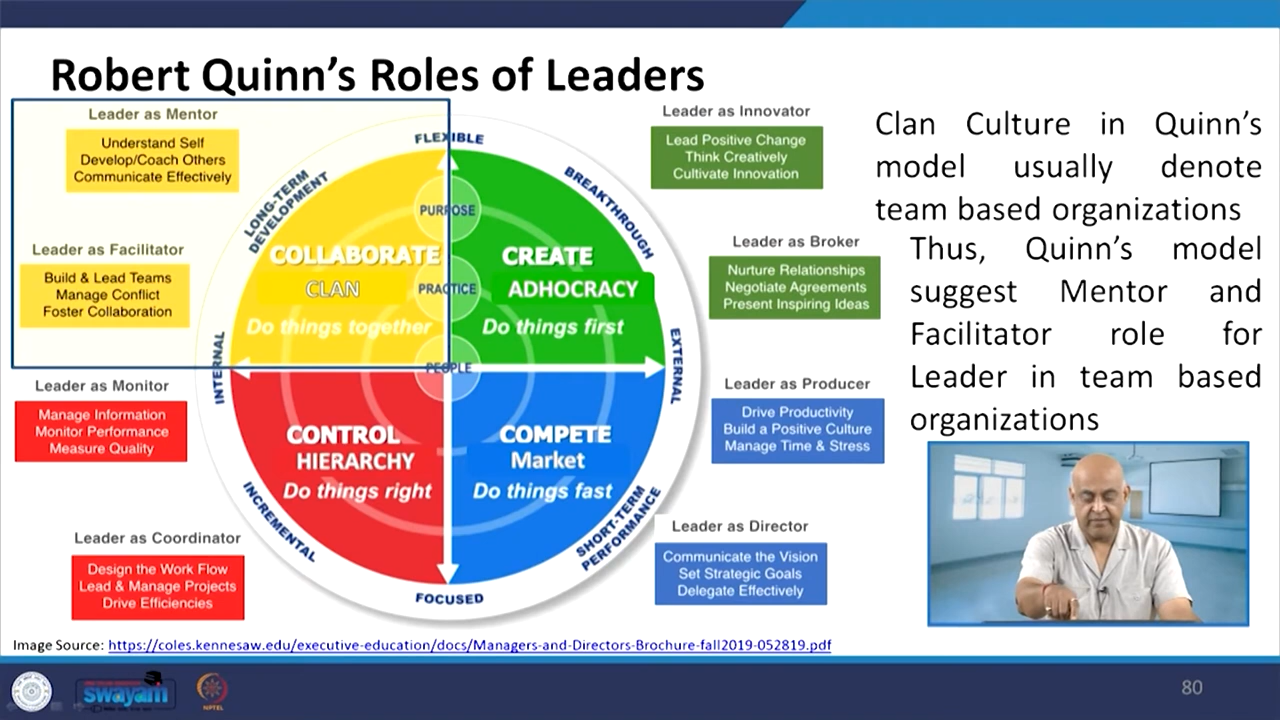 Robert Quinn's Roles of Leaders
Leader as Mentor
Understand Self
Develop/Coach Others
Communicate Effectively
Leader as Facilitator
Build & Lead Teams
Manage Conflict
Foster Collaboration
Leader as Monitor
Manage Information
Monitor Performance
Measure Quality
Leader as Coordinator
Design the Work Flow
Lead & Manage Projects
Drive Efficiencies
FLEXIBLE
LONG-TERM
DEVELOPMENT
BREAKTHROUGH
PURPOSE
COLLABORATE
CLAN
Do things together
CREATE
ADHOCRACY
Do things first
PRACTICE
PEOPLE
INTERNAL
EXTERNAL
CONTROL
HIERARCHY
Do things right
COMPETE
Market
Do things fast
INCREMENTAL
SHORT-TERM
PERFORMANCE
FOCUSED
Leader as Innovator
Lead Positive Change
Think Creatively
Cultivate Innovation
Leader as Broker
Nurture Relationships
Negotiate Agreements
Present Inspiring Ideas
Leader as Producer
Drive Productivity
Build a Positive Culture
Manage Time & Stress
Leader as Director
Communicate the Vision
Set Strategic Goals
Delegate Effectively
Clan Culture in Quinn's
model usually denote
team based organizations
Thus, Quinn's model
suggest Mentor and
Facilitator role for
Leader in team based
organizations
Image Source: https://coles.kennesaw.edu/executive-education/docs/Managers-and-Directors-Brochure-fall2019-052819.pdf
swayam
NPTEL
80